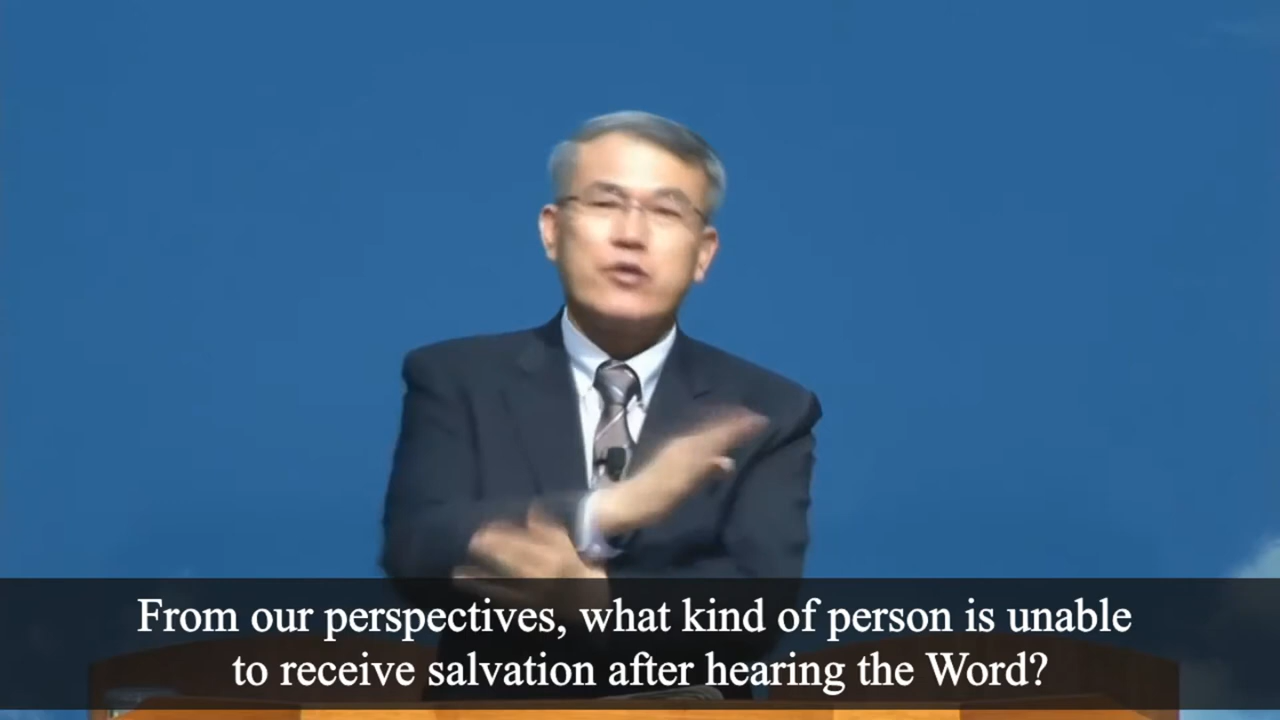 From our perspectives, what kind of person is unable
to receive salvation after hearing the Word?